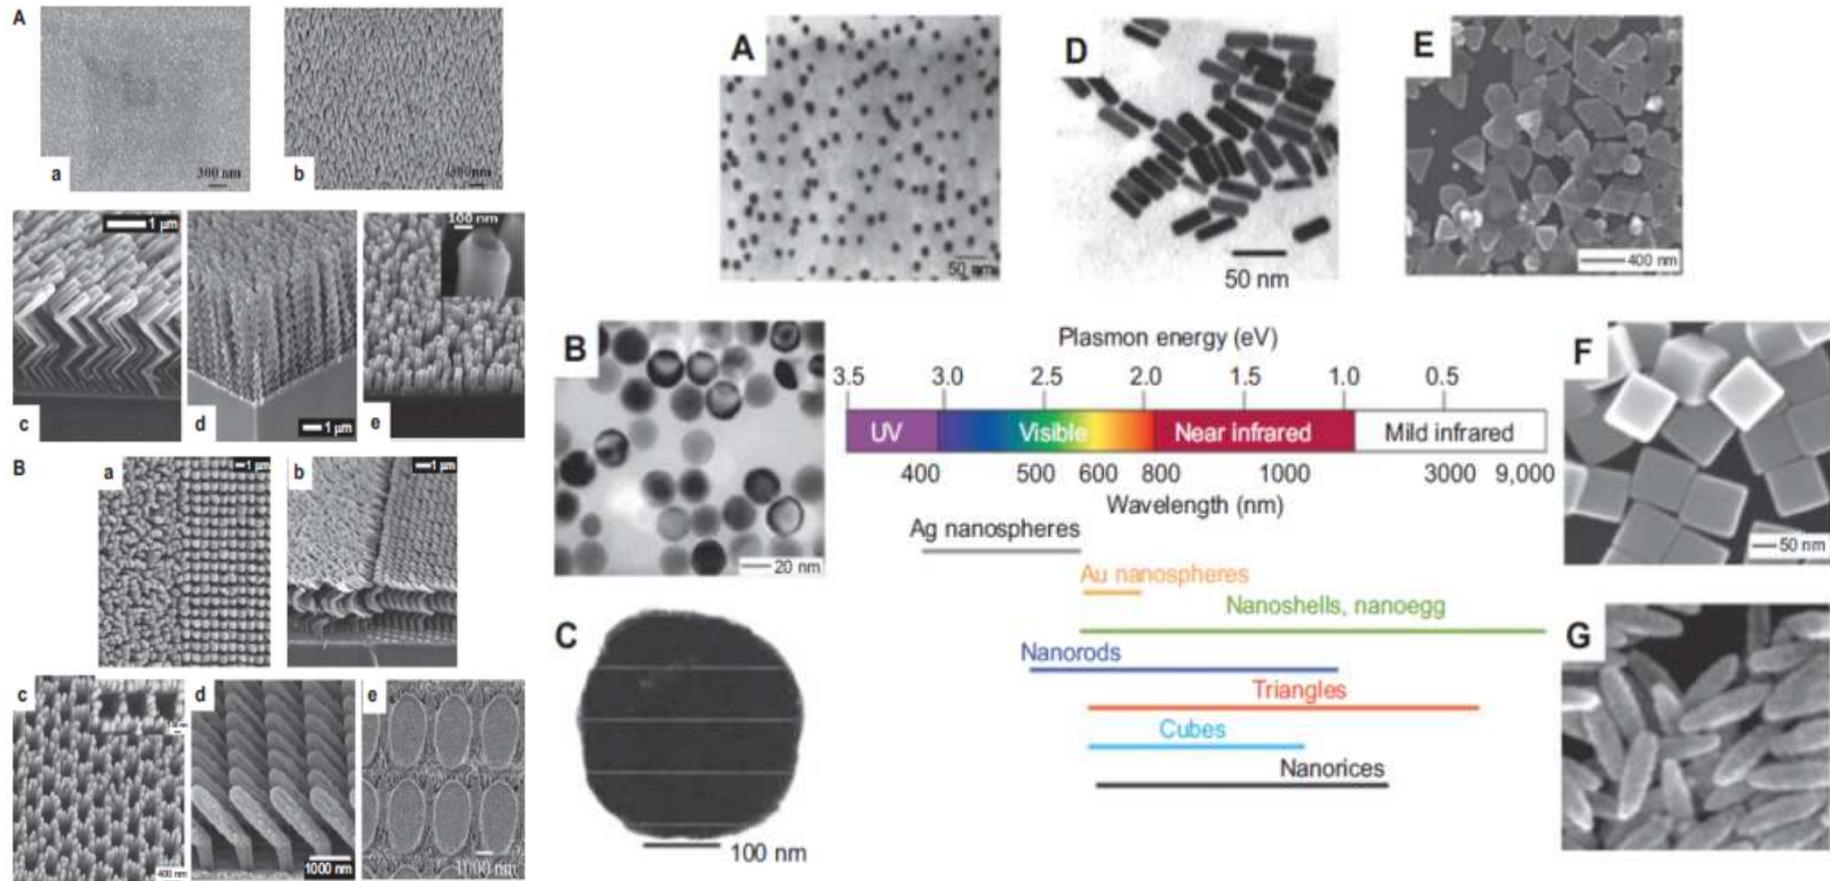 A
a
300 nm
b
c
1 µm
d
1 µm
e
100 nm
B
a
1 µm
b
1 µm
c
400 nm
d
1000 nm
e
1000 nm
A
50 nm
D
50 nm
E
400 nm
B
20 nm
C
100 nm
Plasmon energy (eV)
3.5 3.0 2.5 2.0 1.5 1.0 0.5
UV Visible Near infrared Mild infrared
400 500 600 800 1000 3000 9,000
Wavelength (nm)
Ag nanospheres
Au nanospheres
Nanoshells, nanoegg
Nanorods
Triangles
Cubes
Nanorices
F
50 nm
G